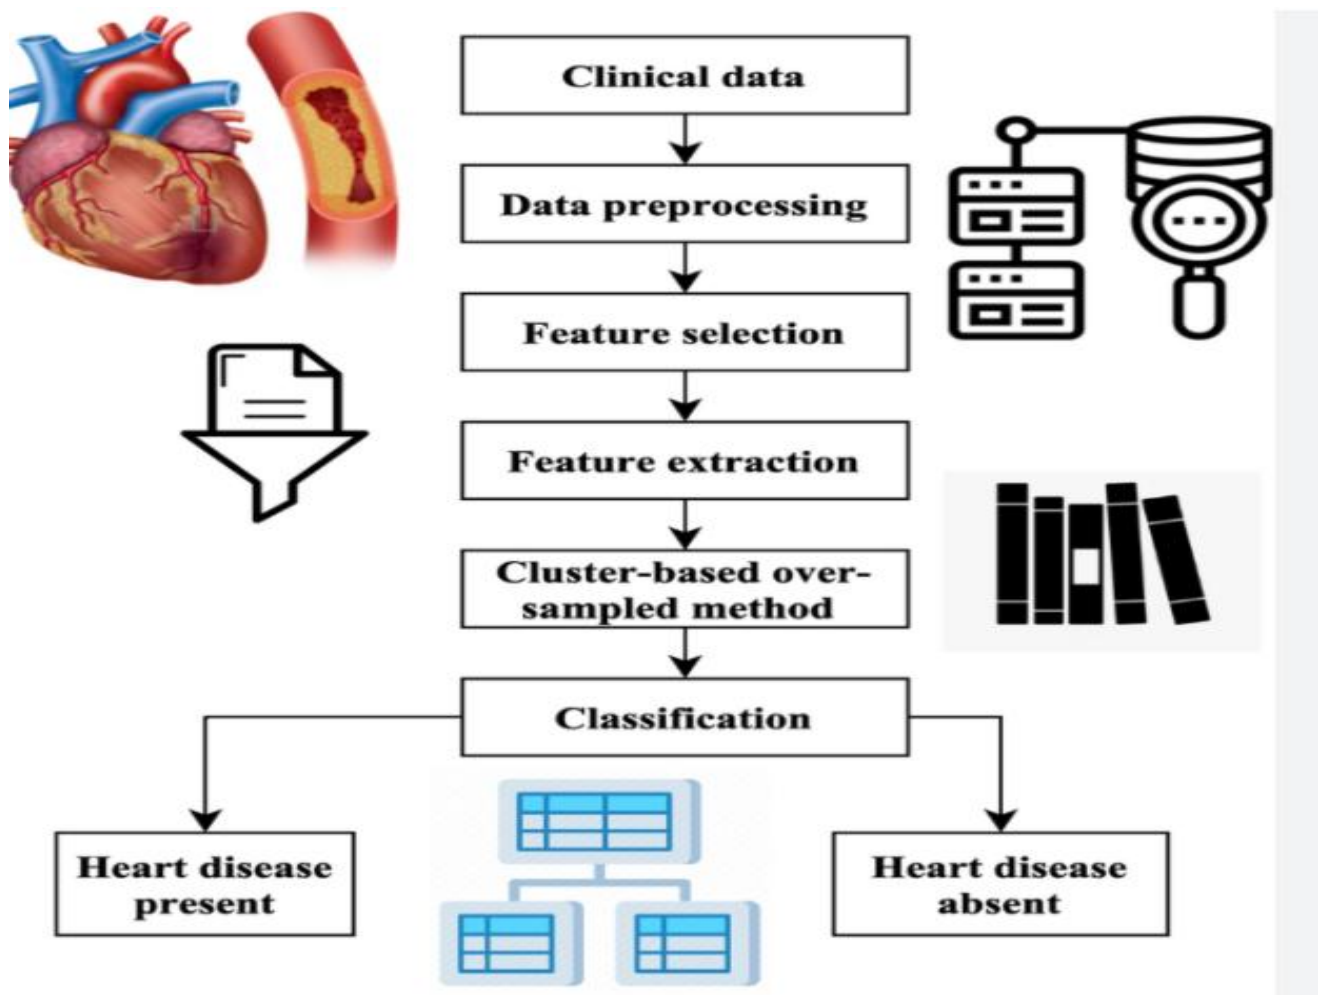 Clinical data
Data preprocessing
Feature selection
Feature extraction
Cluster-based over-
sampled method
Classification
Heart disease
present
Heart disease
absent